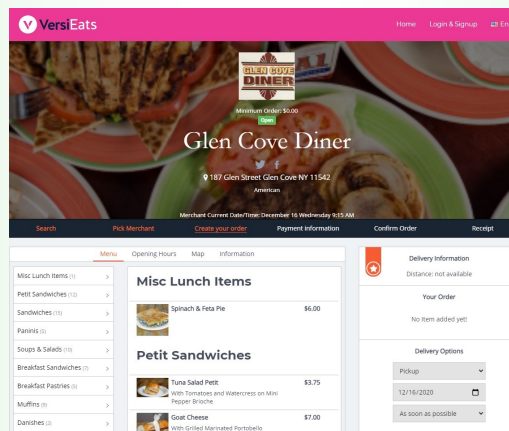 VersiEats
Home Login & Signup En
GLEN COVE
DINER
Minimum Order: $0.00
Open
Glen Cove Diner
187 Glen Street Glen Cove NY 11542
American
Merchant Current Date/Time: December 16 Wednesday 9:15 AM
Search Pick Merchant Create your order Payment information Confirm Order Receipt
Menu Opening Hours Map Information
Misc Lunch Items (1)
Petit Sandwiches (12)
Sandwiches (15)
Paninis (5)
Soups & Salads (10)
Breakfast Sandwiches (7)
Breakfast Pastries (5)
Muffins (8)
Danishes (3)
Misc Lunch Items
Spinach & Feta Pie $6.00
Petit Sandwiches
Tuna Salad Petit $3.75
With Tomatoes and Watercress on Mini
Pepper Brioche
Goat Cheese $7.00
With Grilled Marinated Portobello
Delivery Information
Distance: not available
Your Order
No Item added yet!
Delivery Options
Pickup
12/16/2020
As soon as possible